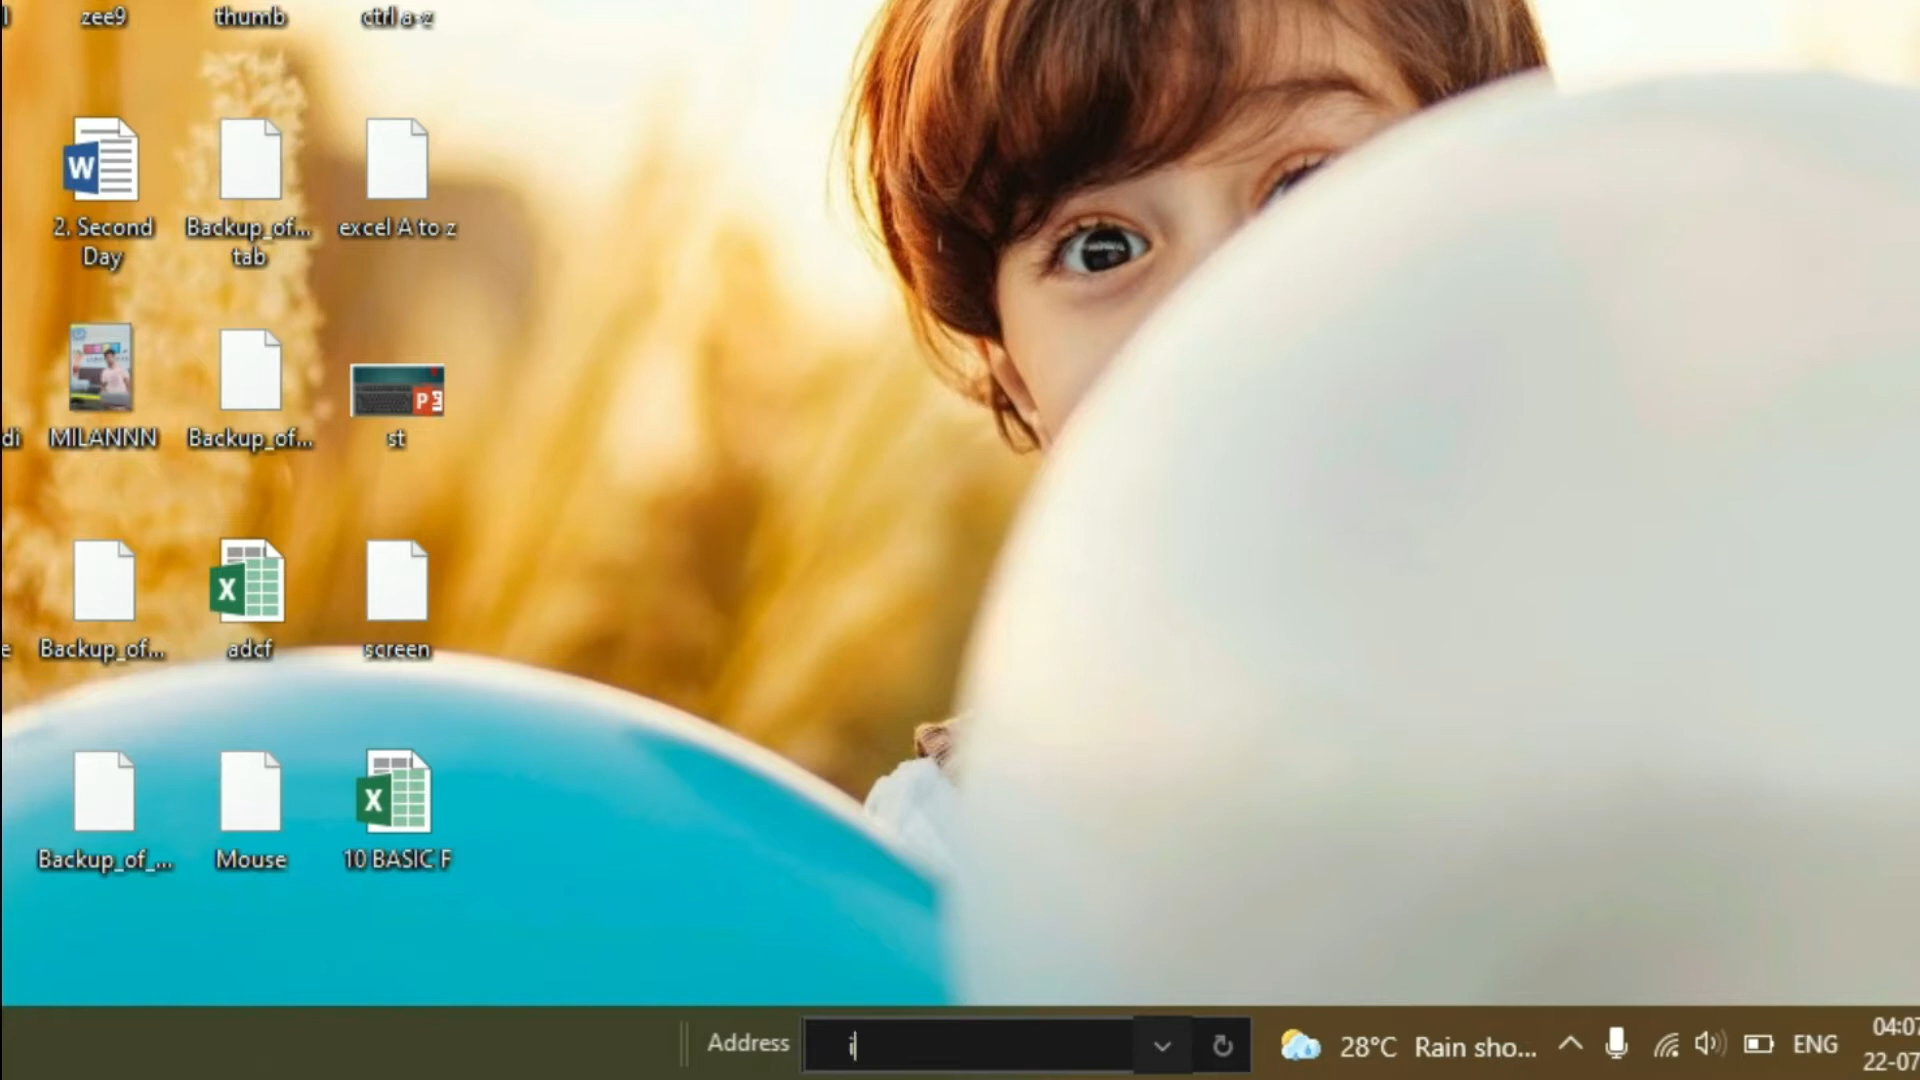 zee9
thumb
ctrl a-z
2. Second
Day
Backup_of...
tab
excel A to z
di
MILANNN
Backup_of...
st
e
Backup_of...
adcf
screen
Backup_of_...
Mouse
10 BASIC F
Address
i
28°C Rain sho...
ENG
04:07
22-07